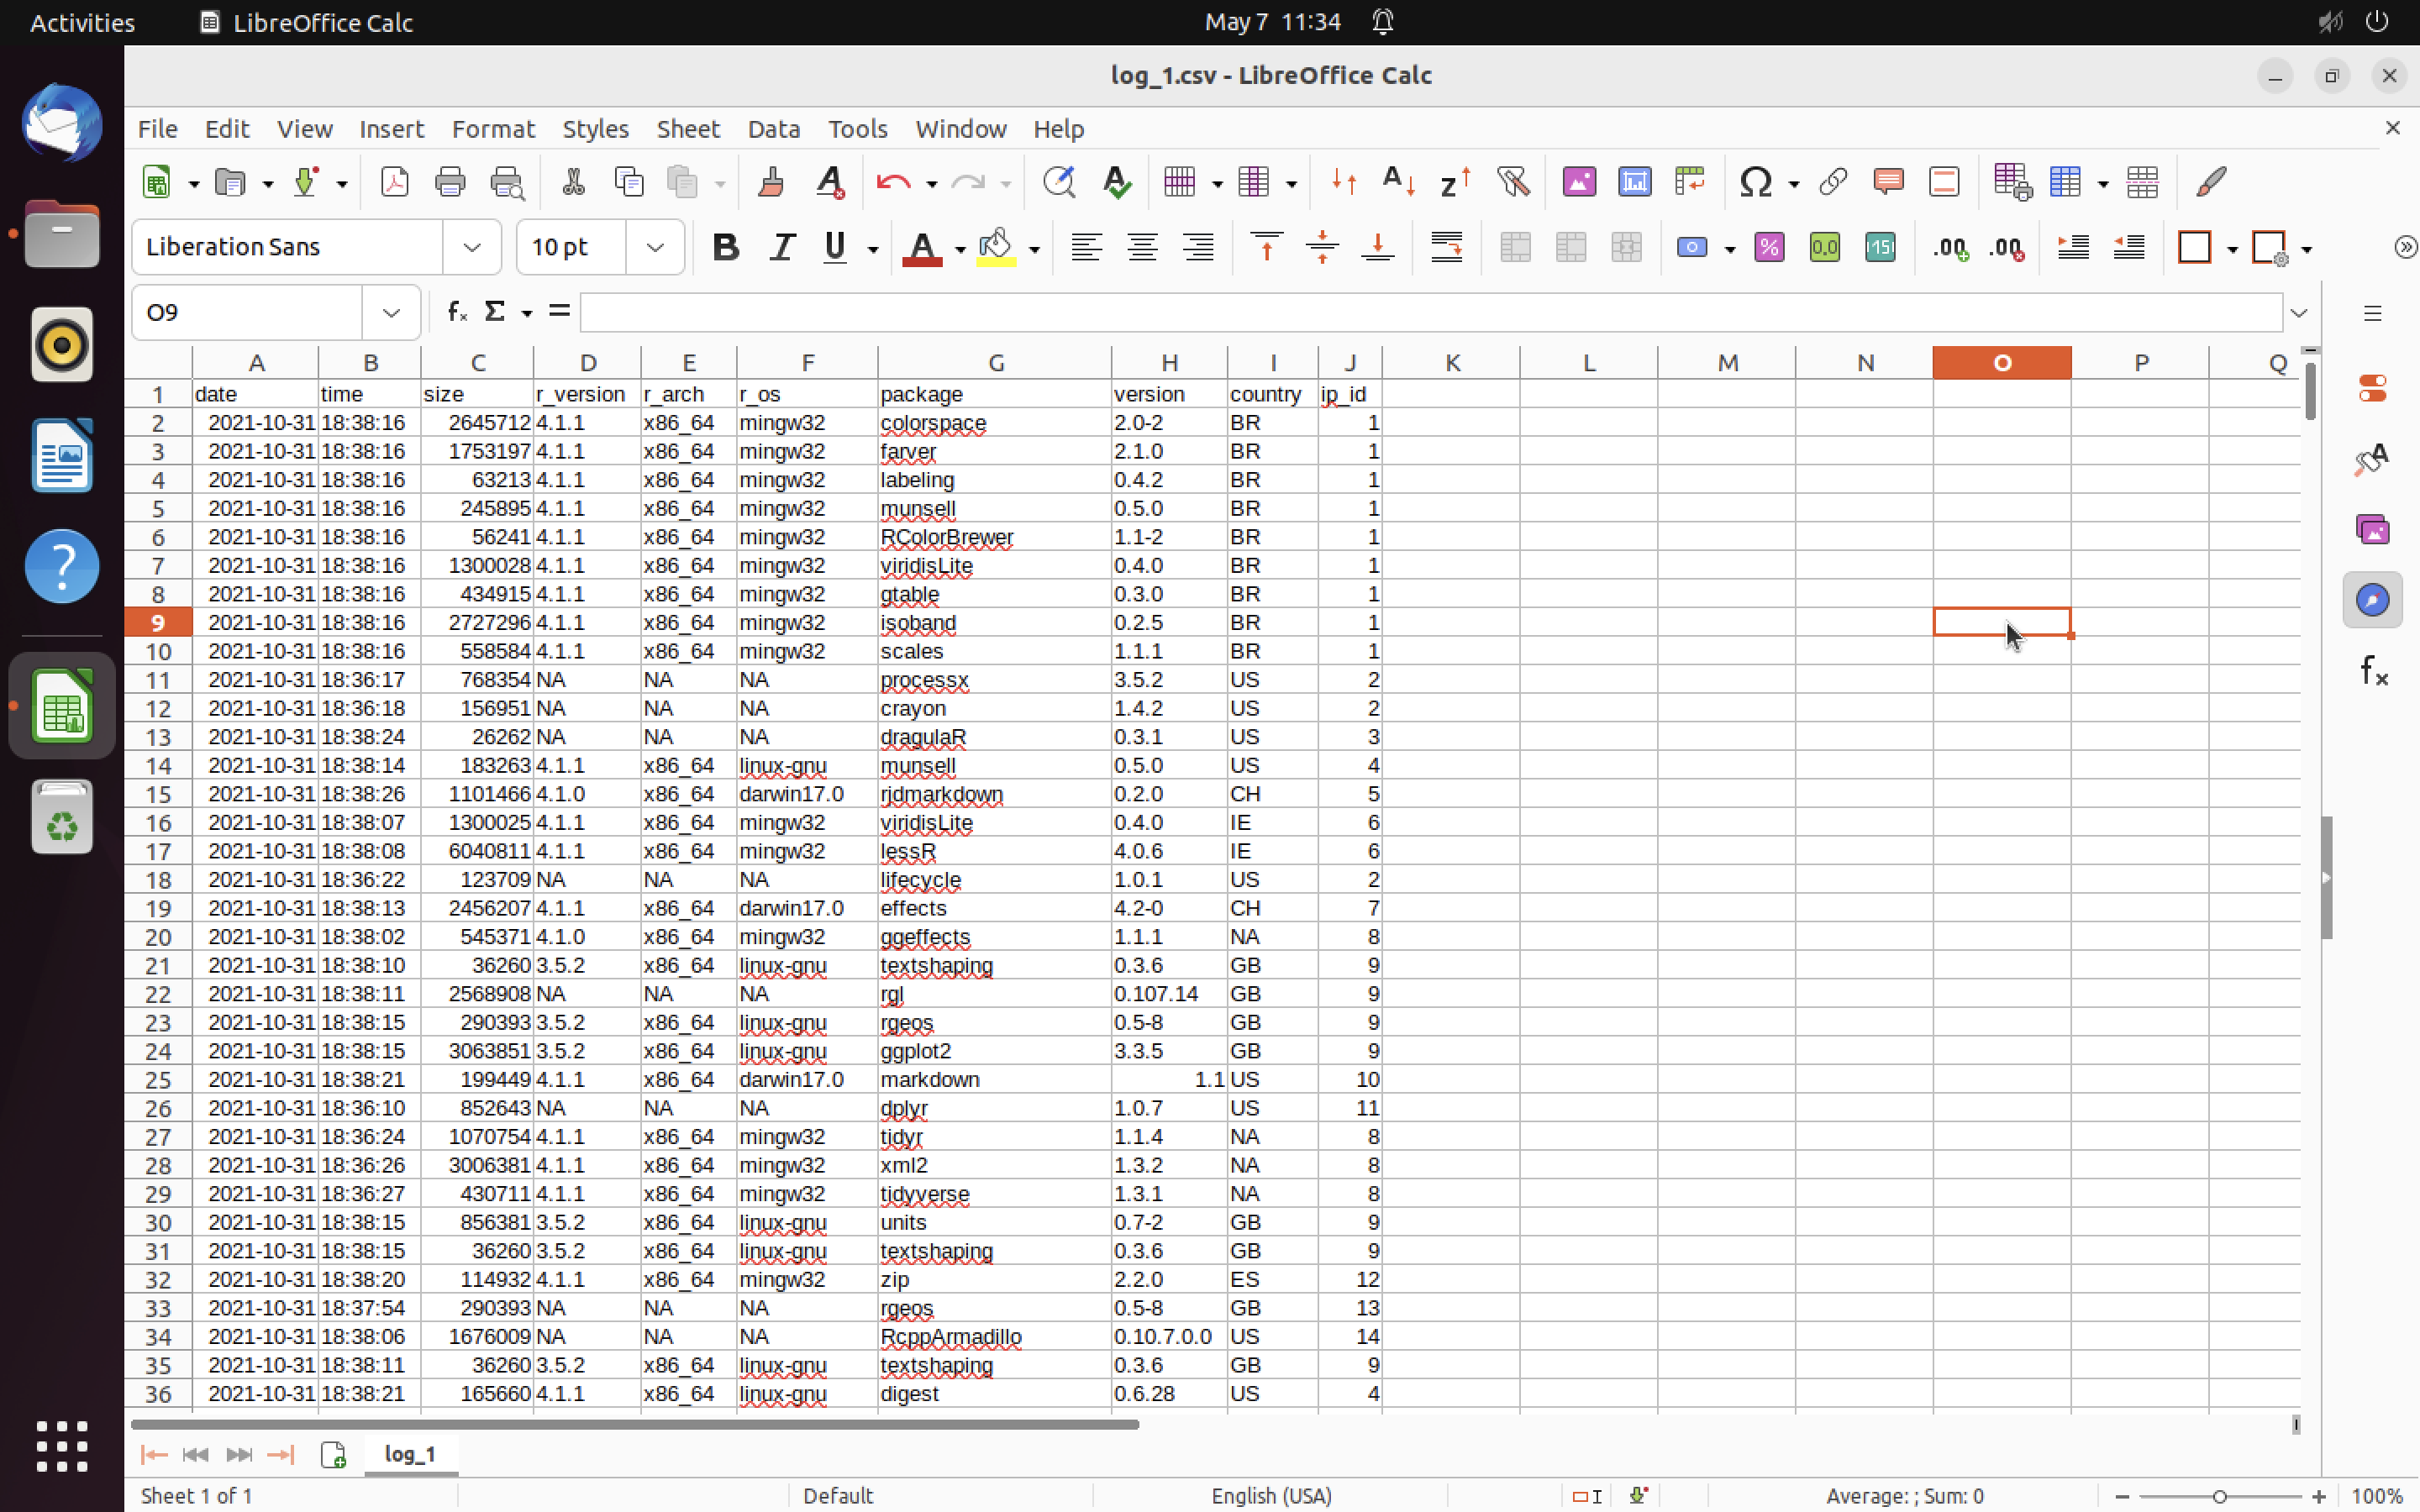 Activities LibreOffice Calc May 7 11:34
log_1.csv - LibreOffice Calc
File Edit View Insert Format Styles Sheet Data Tools Window Help
Liberation Sans 10 pt
O9
A B C D E F G H I J K L M N O P Q
1 date time size r_version r_arch r_os package version country ip_id
2 2021-10-31 18:38:16 2645712 4.1.1 x86_64 mingw32 colorspace 2.0-2 BR 1
3 2021-10-31 18:38:16 1753197 4.1.1 x86_64 mingw32 farver 2.1.0 BR 1
4 2021-10-31 18:38:16 63213 4.1.1 x86_64 mingw32 labeling 0.4.2 BR 1
5 2021-10-31 18:38:16 245895 4.1.1 x86_64 mingw32 munsell 0.5.0 BR 1
6 2021-10-31 18:38:16 56241 4.1.1 x86_64 mingw32 RColorBrewer 1.1-2 BR 1
7 2021-10-31 18:38:16 1300028 4.1.1 x86_64 mingw32 viridisLite 0.4.0 BR 1
8 2021-10-31 18:38:16 434915 4.1.1 x86_64 mingw32 gtable 0.3.0 BR 1
9 2021-10-31 18:38:16 2727296 4.1.1 x86_64 mingw32 isoband 0.2.5 BR 1
10 2021-10-31 18:38:16 558584 4.1.1 x86_64 mingw32 scales 1.1.1 BR 1
11 2021-10-31 18:36:17 768354 NA NA NA processx 3.5.2 US 2
12 2021-10-31 18:36:18 156951 NA NA NA crayon 1.4.2 US 2
13 2021-10-31 18:38:24 26262 NA NA NA dragulaR 0.3.1 US 3
14 2021-10-31 18:38:14 183263 4.1.1 x86_64 linux-gnu munsell 0.5.0 US 4
15 2021-10-31 18:38:26 1101466 4.1.0 x86_64 darwin17.0 rjdmarkdown 0.2.0 CH 5
16 2021-10-31 18:38:07 1300025 4.1.1 x86_64 mingw32 viridisLite 0.4.0 IE 6
17 2021-10-31 18:38:08 6040811 4.1.1 x86_64 mingw32 lessR 4.0.6 IE 6
18 2021-10-31 18:36:22 123709 NA NA NA lifecycle 1.0.1 US 2
19 2021-10-31 18:38:13 2456207 4.1.1 x86_64 darwin17.0 effects 4.2-0 CH 7
20 2021-10-31 18:38:02 545371 4.1.0 x86_64 mingw32 ggeffects 1.1.1 NA 8
21 2021-10-31 18:38:10 36260 3.5.2 x86_64 linux-gnu textshaping 0.3.6 GB 9
22 2021-10-31 18:38:11 2568908 NA NA NA rgl 0.107.14 GB 9
23 2021-10-31 18:38:15 290393 3.5.2 x86_64 linux-gnu rgeos 0.5-8 GB 9
24 2021-10-31 18:38:15 3063851 3.5.2 x86_64 linux-gnu ggplot2 3.3.5 GB 9
25 2021-10-31 18:38:21 199449 4.1.1 x86_64 darwin17.0 markdown 1.1 US 10
26 2021-10-31 18:36:10 852643 NA NA NA dplyr 1.0.7 US 11
27 2021-10-31 18:36:24 1070754 4.1.1 x86_64 mingw32 tidyr 1.1.4 NA 8
28 2021-10-31 18:36:26 3006381 4.1.1 x86_64 mingw32 xml2 1.3.2 NA 8
29 2021-10-31 18:36:27 430711 4.1.1 x86_64 mingw32 tidyverse 1.3.1 NA 8
30 2021-10-31 18:38:15 856381 3.5.2 x86_64 linux-gnu units 0.7-2 GB 9
31 2021-10-31 18:38:15 36260 3.5.2 x86_64 linux-gnu textshaping 0.3.6 GB 9
32 2021-10-31 18:38:20 114932 4.1.1 x86_64 mingw32 zip 2.2.0 ES 12
33 2021-10-31 18:37:54 290393 NA NA NA rgeos 0.5-8 GB 13
34 2021-10-31 18:38:06 1676009 NA NA NA RcppArmadillo 0.10.7.0.0 US 14
35 2021-10-31 18:38:11 36260 3.5.2 x86_64 linux-gnu textshaping 0.3.6 GB 9
36 2021-10-31 18:38:21 165660 4.1.1 x86_64 linux-gnu digest 0.6.28 US 4
log_1
Sheet 1 of 1 Default English (USA) Average: ; Sum: 0 100%